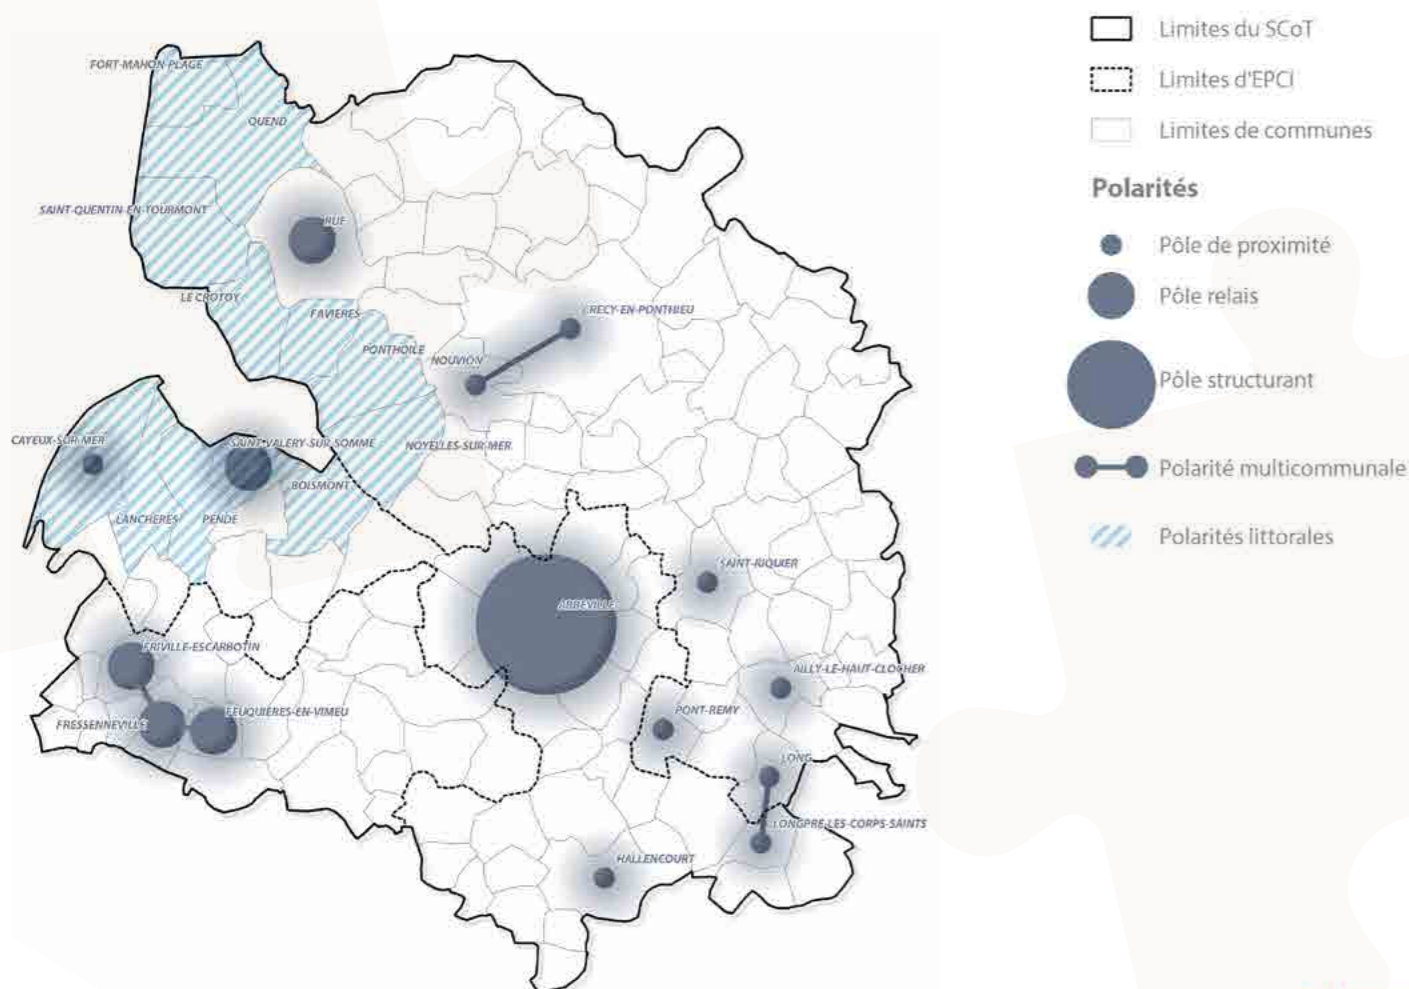 Limites du SCoT
Limites d'EPCI
Limites de communes
Polarités
Pôle de proximité
Pôle relais
Pôle structurant
Polarité multicommunale
Polarités littorales
FORT-MAHON-PLAGE
QUEND
SAINT-QUENTIN-EN-TOURMONT
RUE
LE CROTOY
FAVIERES
CRECY-EN-PONTHIEU
PONTHOILE
NOUVION
CAYEUX-SUR-MER
SAINT-VALERY-SUR-SOMME
NOYELLES-SUR-MER
BOISMONT
LANCHERES
PENDE
SAINT-RIQUIER
ABBEVILLE
FRIVILLE-ESCARBOTIN
AILLY-LE-HAUT-CLOCHER
FEUQUIERES-EN-VIMEU
PONT-REMY
FRESSENNEVILLE
LONG
LONGPRE-LES-CORPS-SAINTS
HALLENCOURT